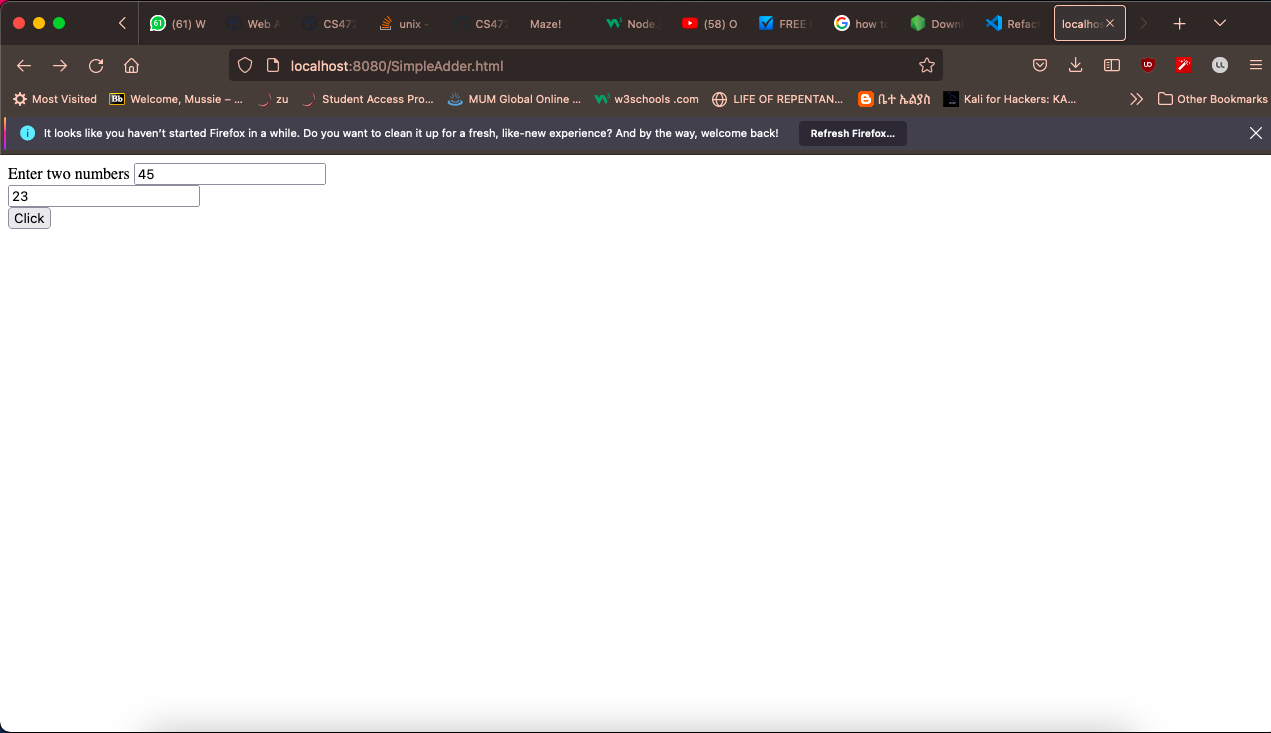 (61) W Web A CS472 unix - CS472 Maze! Node. (58) O FREE how to Downl Refact localhos
localhost:8080/SimpleAdder.html
Most Visited Bb Welcome, Mussie – ... zu Student Access Pro... MUM Global Online ... w3schools .com LIFE OF REPENTAN... ቤተ ኤልያስ Kali for Hackers: KA... Other Bookmarks
It looks like you haven't started Firefox in a while. Do you want to clean it up for a fresh, like-new experience? And by the way, welcome back! Refresh Firefox...
Enter two numbers 45
23
Click